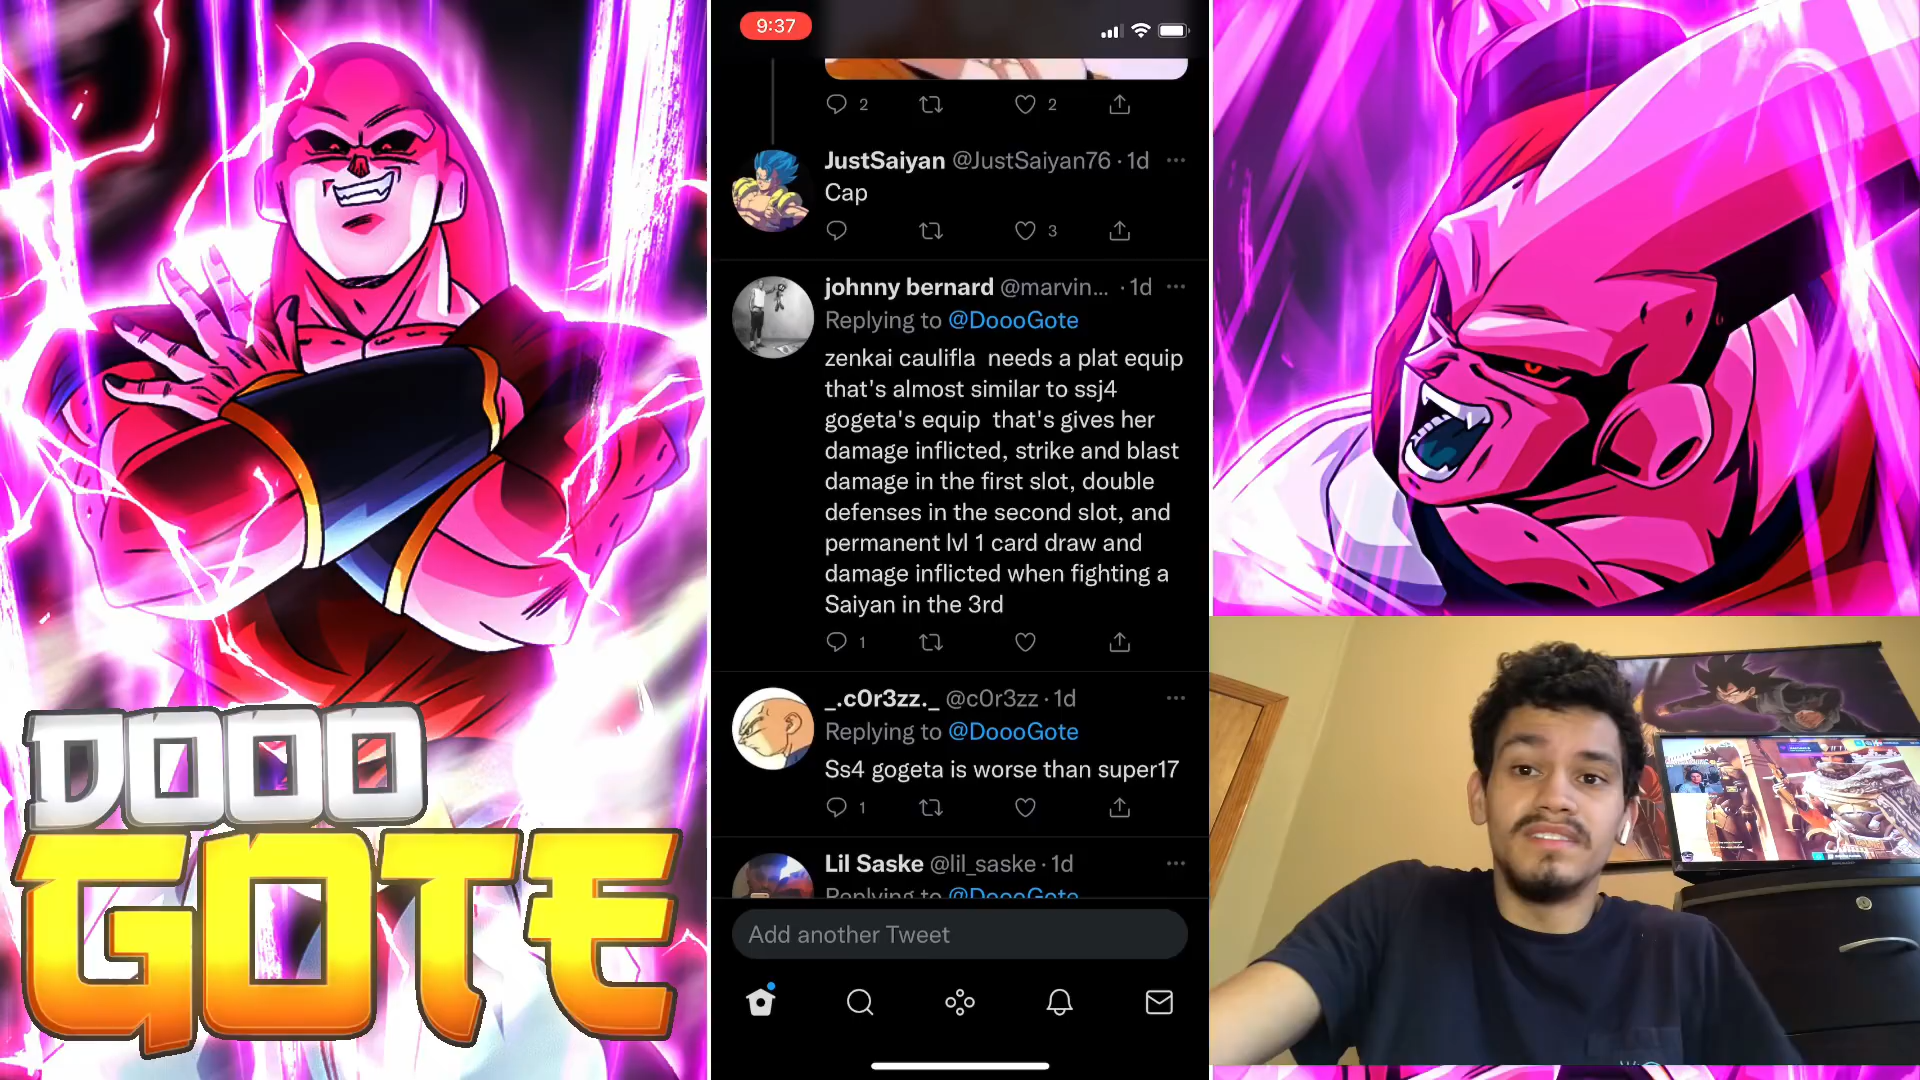 9:37
2
2
JustSaiyan @JustSaiyan76 · 1d
Cap
3
johnny bernard @marvin... · 1d
Replying to @DoooGote
zenkai caulifla needs a plat equip
that's almost similar to ssj4
gogeta's equip that's gives her
damage inflicted, strike and blast
damage in the first slot, double
defenses in the second slot, and
permanent lvl 1 card draw and
damage inflicted when fighting a
Saiyan in the 3rd
1
_.c0r3zz._ @c0r3zz · 1d
Replying to @DoooGote
Ss4 gogeta is worse than super17
1
Lil Saske @lil_saske · 1d
Replying to @DoooGote
Add another Tweet
DOOO
GOTE